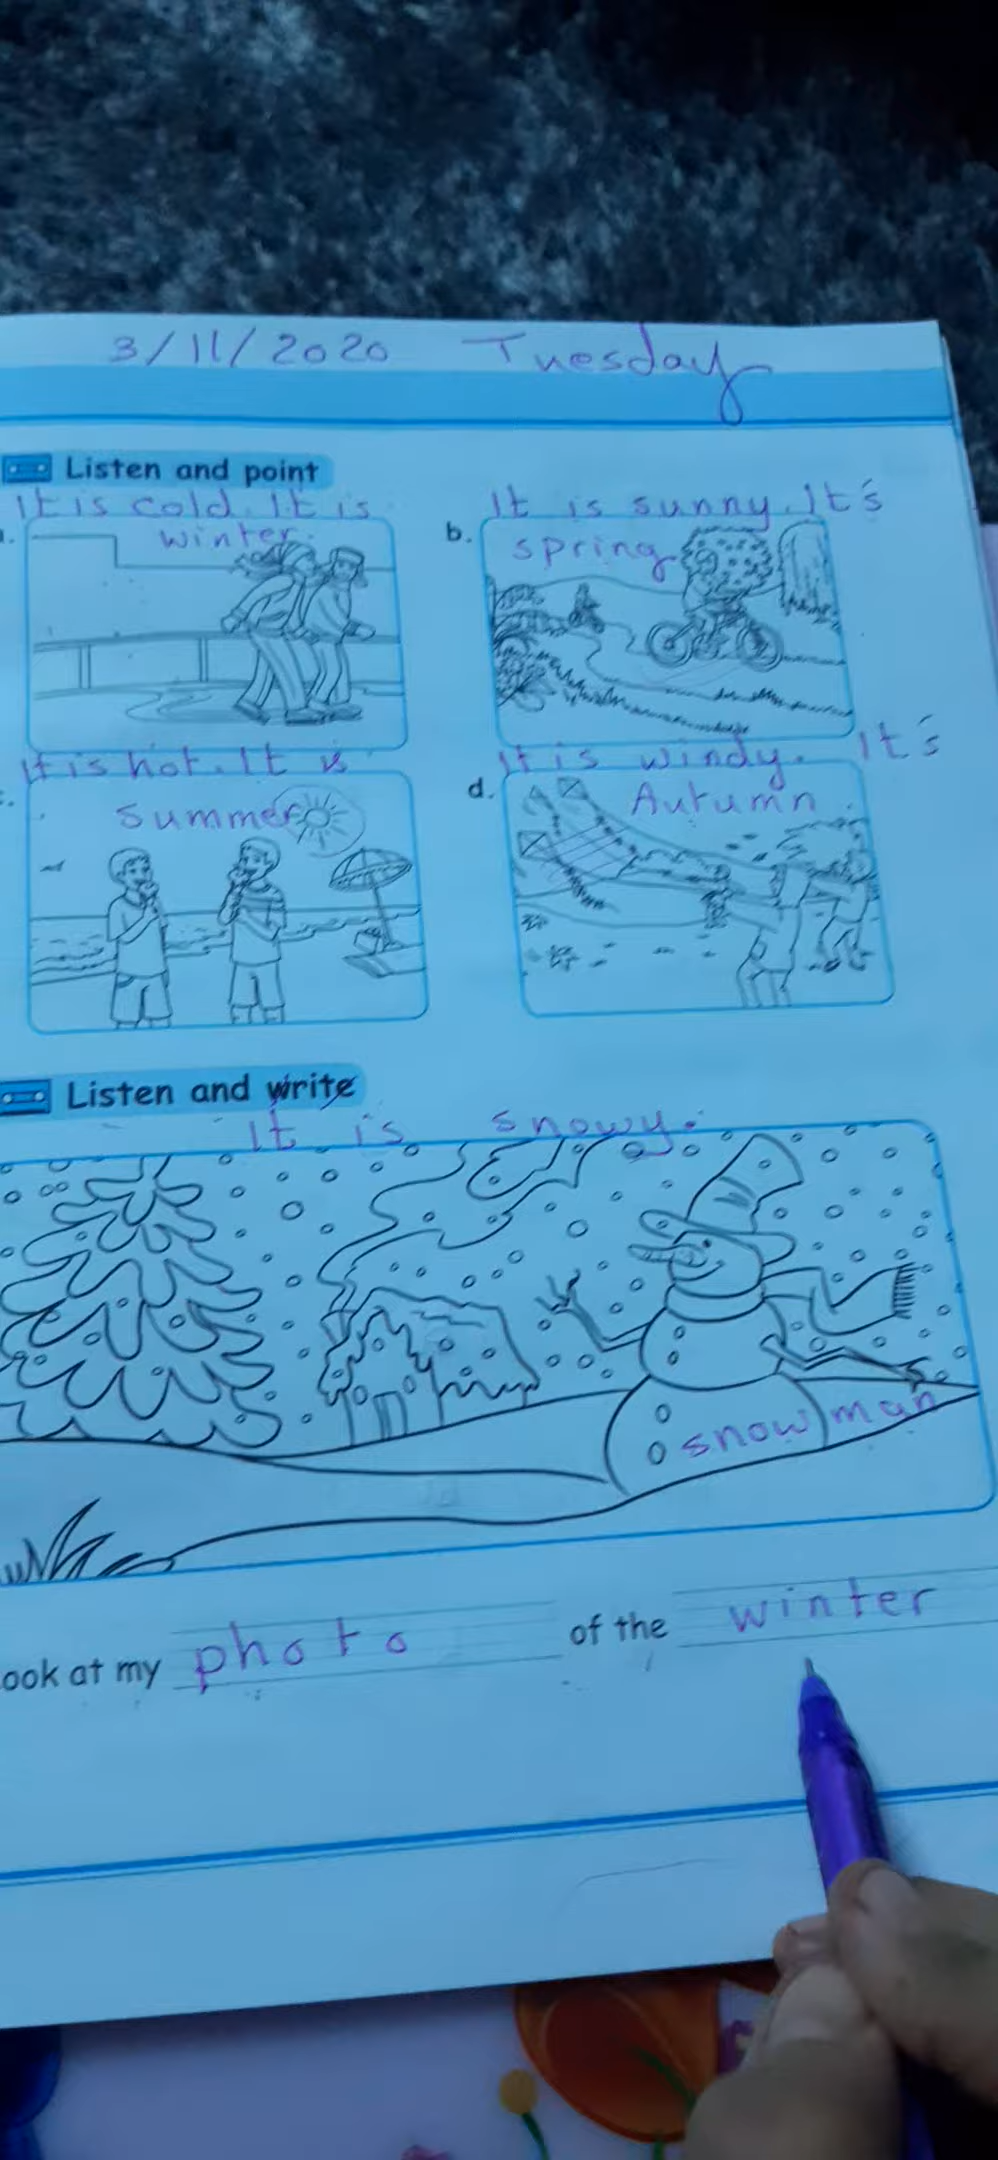 3/11/2020 Tuesday
Listen and point
It is cold. It is
winter.
b.
It is sunny. It's
spring
It is hot. It is
Summer
d.
It is windy. It's
Autumn.
Listen and write
It is snowy.
snowman
ook at my photo of the winter